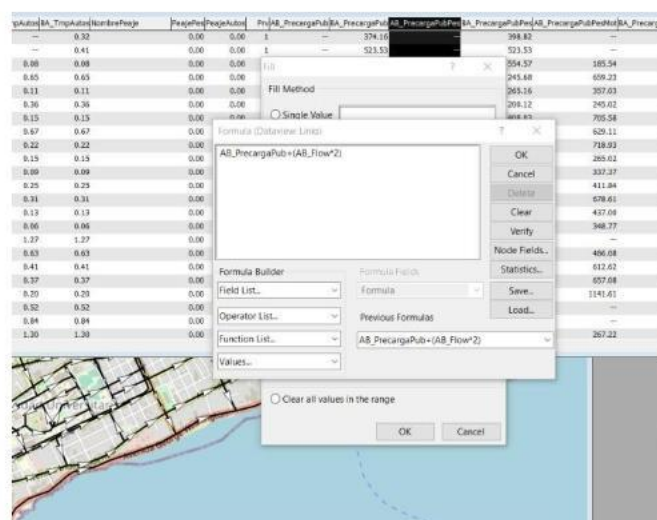 npAutos BA_TmpAutos NombrePeaje PeajePes PeajeAutos Pru AB_PrecargaPub BA_PrecargaPub AB_PrecargaPubPes BA_PrecargaPubPes AB_PrecargaPubPesMot BA_Precarg
-- 0.32 0.00 0.00 1 -- 374.16 -- 398.82 --
-- 0.41 0.00 0.00 1 -- 523.53 -- 523.53 --
0.08 0.08 0.00 0.00 554.57 185.54
0.65 0.65 0.00 0.00 245.68 659.23
0.11 0.11 0.00 0.00 265.16 357.03
0.36 0.36 0.00 0.00 200.12 245.02
0.15 0.15 0.00 0.00 705.58
0.67 0.67 0.00 629.11
0.22 0.22 0.00 718.93
0.15 0.15 0.00 265.02
0.09 0.09 0.00 337.37
0.25 0.25 0.00 411.84
0.31 0.31 0.00 678.61
0.13 0.13 0.00 437.00
0.06 0.06 0.00 348.77
1.27 1.27 0.00 --
0.63 0.63 0.00 466.68
0.41 0.41 0.00 612.62
0.37 0.37 0.00 657.08
0.20 0.20 0.00 1141.61
0.52 0.52 0.00 --
0.84 0.84 0.00 --
1.30 1.30 0.00 267.22
Fill ? ×
Fill Method
Single Value
Formula (Dataview Lines) ? ×
AB_PrecargaPub+(AB_Flow*2)
OK
Cancel
Delete
Clear
Verify
Node Fields...
Statistics...
Save...
Load...
Formula Builder
Field List...
Operator List...
Function List...
Values...
Formula Fields
Formula
Previous Formulas
AB_PrecargaPub+(AB_Flow*2)
Clear all values in the range
OK Cancel